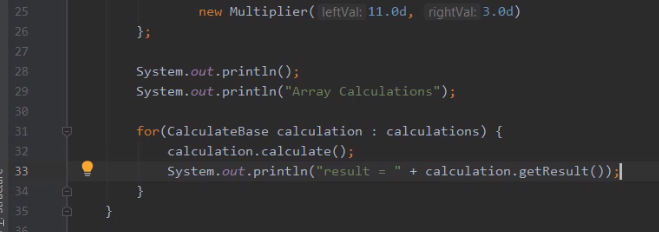 25 new Multiplier( leftVal: 11.0d, rightVal: 3.0d)
26 };
27
28 System.out.println();
29 System.out.println("Array Calculations");
30
31 for(CalculateBase calculation : calculations) {
32 calculation.calculate();
33 System.out.println("result = " + calculation.getResult());
34 }
35 }
36
Structure